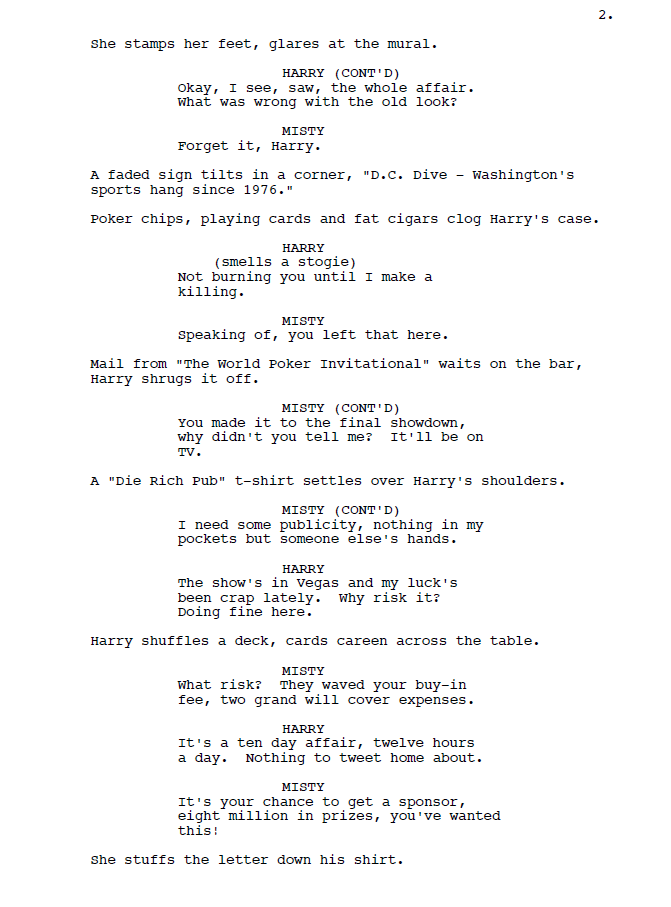 2.
She stamps her feet, glares at the mural.
HARRY (CONT'D)
Okay, I see, saw, the whole affair.
What was wrong with the old look?
MISTY
Forget it, Harry.
A faded sign tilts in a corner, "D.C. Dive - Washington's
sports hang since 1976."
Poker chips, playing cards and fat cigars clog Harry's case.
HARRY
(smells a stogie)
Not burning you until I make a
killing.
MISTY
Speaking of, you left that here.
Mail from "The World Poker Invitational" waits on the bar,
Harry shrugs it off.
MISTY (CONT'D)
You made it to the final showdown,
why didn't you tell me?  It'll be on
TV.
A "Die Rich Pub" t-shirt settles over Harry's shoulders.
MISTY (CONT'D)
I need some publicity, nothing in my
pockets but someone else's hands.
HARRY
The show's in Vegas and my luck's
been crap lately.  Why risk it?
Doing fine here.
Harry shuffles a deck, cards careen across the table.
MISTY
What risk?  They waved your buy-in
fee, two grand will cover expenses.
HARRY
It's a ten day affair, twelve hours
a day.  Nothing to tweet home about.
MISTY
It's your chance to get a sponsor,
eight million in prizes, you've wanted
this!
She stuffs the letter down his shirt.